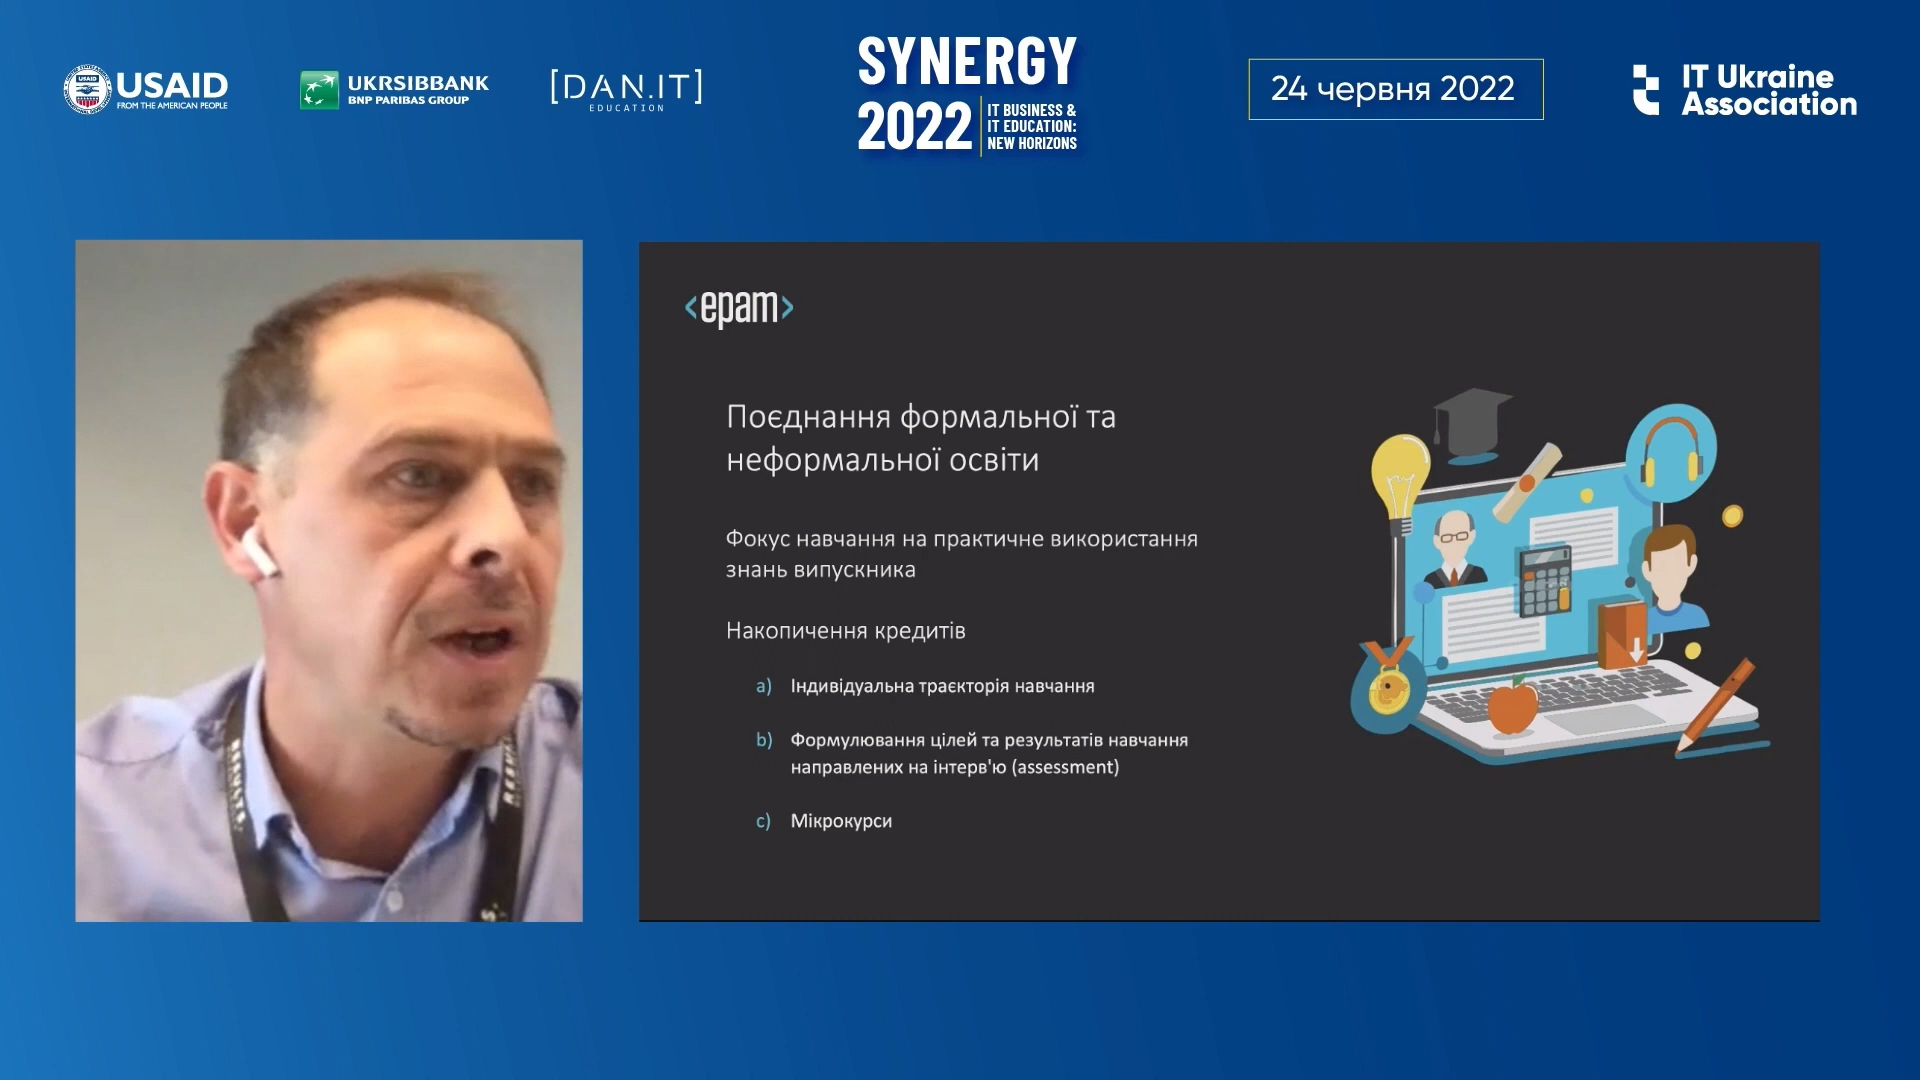 USAID
FROM THE AMERICAN PEOPLE
UKRSIBBANK
BNP PARIBAS GROUP
[DAN.IT]
EDUCATION
SYNERGY
2022
IT BUSINESS &
IT EDUCATION:
NEW HORIZONS
24 червня 2022
IT Ukraine
Association
<epam>
Поєднання формальної та
неформальної освіти
Фокус навчання на практичне використання
знань випускника
Накопичення кредитів
a) Індивідуальна траєкторія навчання
b) Формулювання цілей та результатів навчання
направлених на інтерв'ю (assessment)
c) Мікрокурси